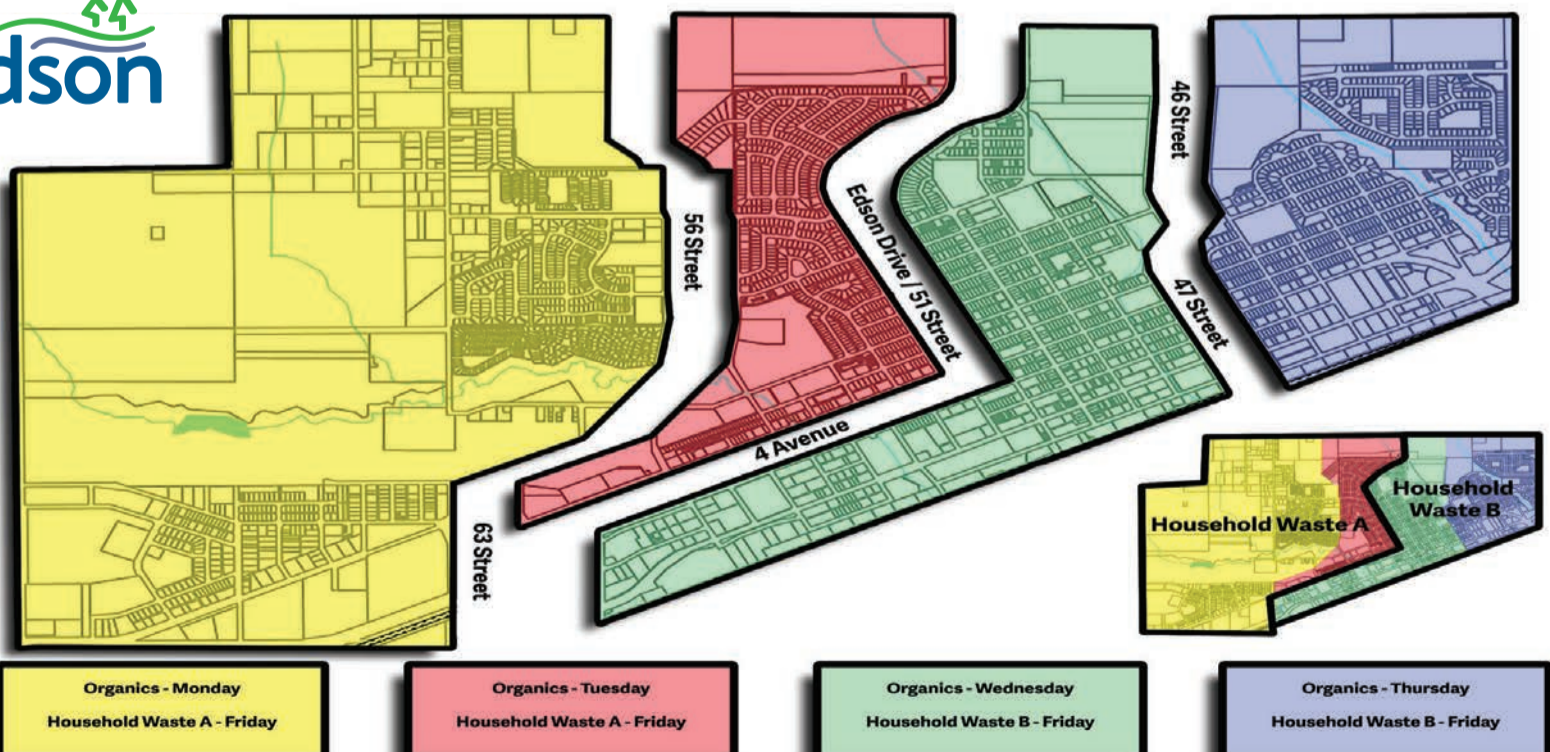 dson
56 Street
63 Street
Edson Drive / 51 Street
4 Avenue
46 Street
47 Street
Household Waste A
Household
Waste B
Organics - Monday
Household Waste A - Friday
Organics - Tuesday
Household Waste A - Friday
Organics - Wednesday
Household Waste B - Friday
Organics - Thursday
Household Waste B - Friday